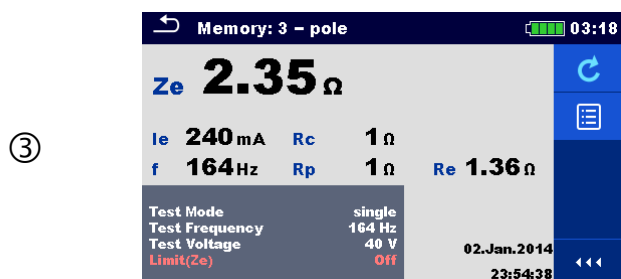 Memory: 3 – pole 03:18
Ze 2.35 Ω
Ie 240 mA Rc 1 Ω
f 164 Hz Rp 1 Ω Re 1.36 Ω
③
Test Mode single
Test Frequency 164 Hz
Test Voltage 40 V
Limit(Ze) Off
02.Jan.2014
23:54:38